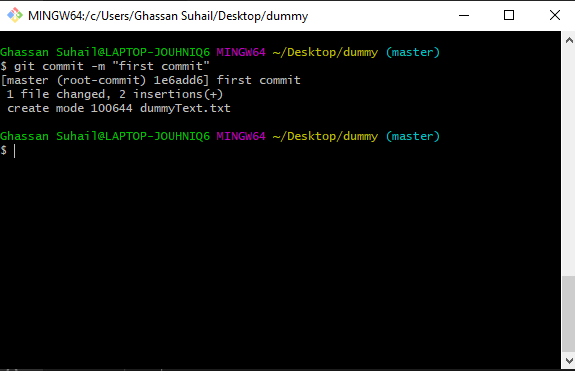 MINGW64:/c/Users/Ghassan Suhail/Desktop/dummy
Ghassan Suhail@LAPTOP-JOUHNIQ6 MINGW64 ~/Desktop/dummy (master)
$ git commit -m "first commit"
[master (root-commit) 1e6add6] first commit
 1 file changed, 2 insertions(+)
 create mode 100644 dummyText.txt
Ghassan Suhail@LAPTOP-JOUHNIQ6 MINGW64 ~/Desktop/dummy (master)
$